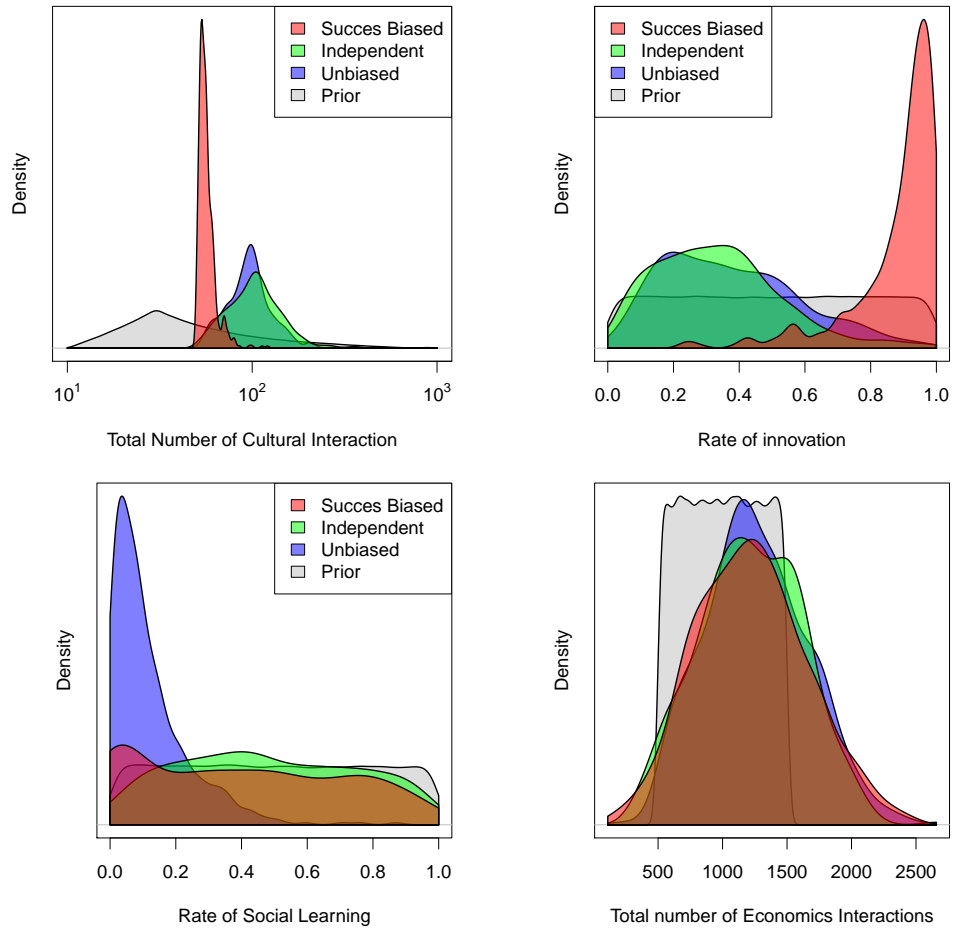 Succes Biased
Independent
Unbiased
Prior
Density
10^1
10^2
10^3
Total Number of Cultural Interaction
Succes Biased
Independent
Unbiased
Prior
Density
0.0 0.2 0.4 0.6 0.8 1.0
Rate of innovation
Succes Biased
Independent
Unbiased
Prior
Density
0.0 0.2 0.4 0.6 0.8 1.0
Rate of Social Learning
Density
500 1000 1500 2000 2500
Total number of Economics Interactions